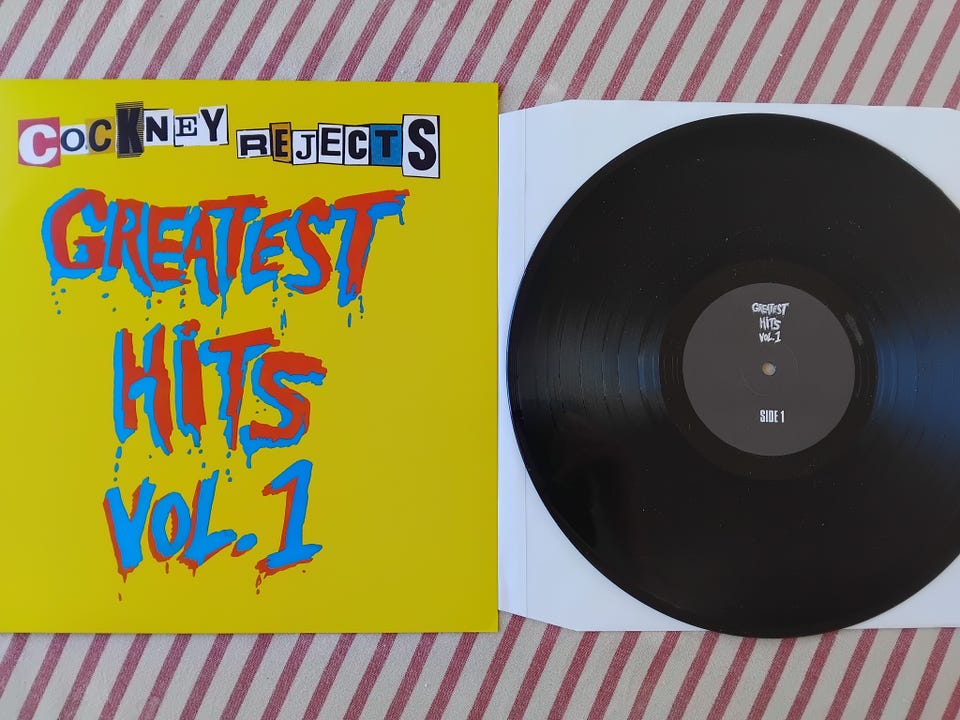 COCKNEY REJECTS
GREATEST
HiTS
VOL.1
GREATEST
HiTS
VOL.1
SIDE 1